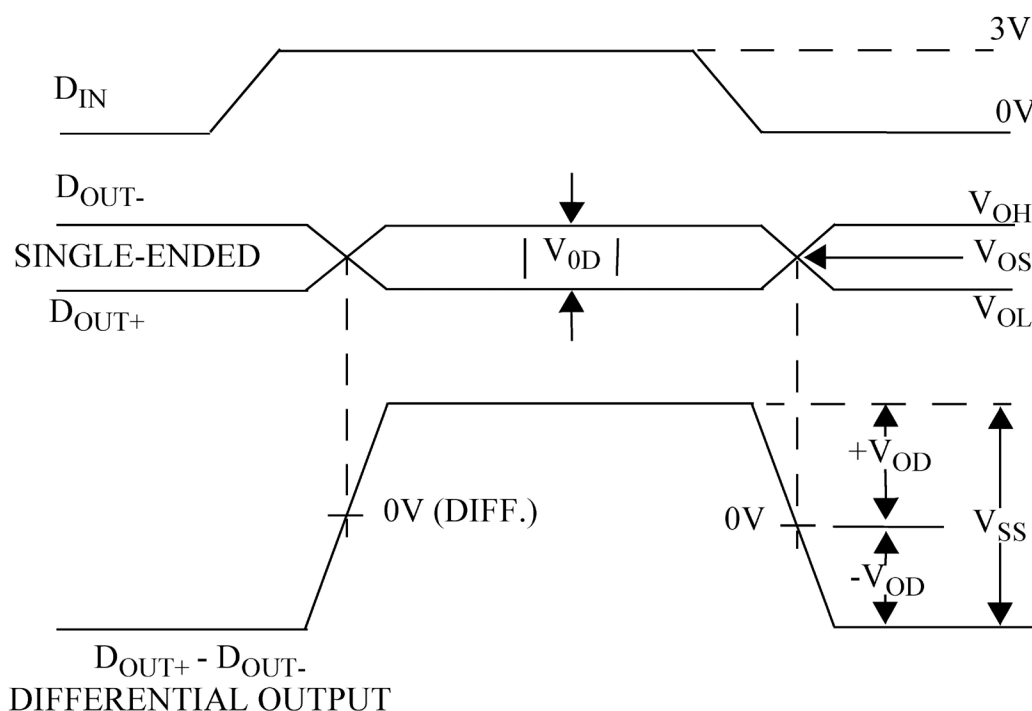 3V
D_IN
0V
D_OUT-
V_OH
SINGLE-ENDED
| V_0D |
V_OS
D_OUT+
V_OL
+V_OD
0V (DIFF.)
0V
V_SS
-V_OD
D_OUT+ - D_OUT-
DIFFERENTIAL OUTPUT